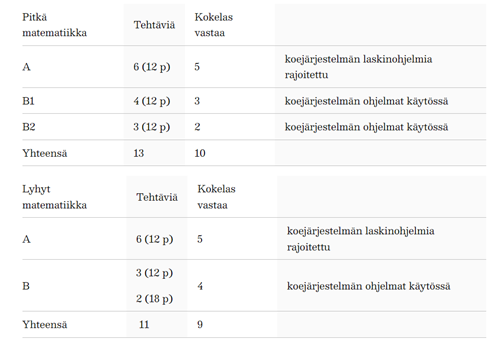 Pitkä
matematiikka
Tehtäviä
Kokelas
vastaa
A
6 (12 p)
5
koejärjestelmän laskinohjelmia
rajoitettu
B1
4 (12 p)
3
koejärjestelmän ohjelmat käytössä
B2
3 (12 p)
2
koejärjestelmän ohjelmat käytössä
Yhteensä
13
10
Lyhyt
matematiikka
Tehtäviä
Kokelas
vastaa
A
6 (12 p)
5
koejärjestelmän laskinohjelmia
rajoitettu
B
3 (12 p)
2 (18 p)
4
koejärjestelmän ohjelmat käytössä
Yhteensä
11
9